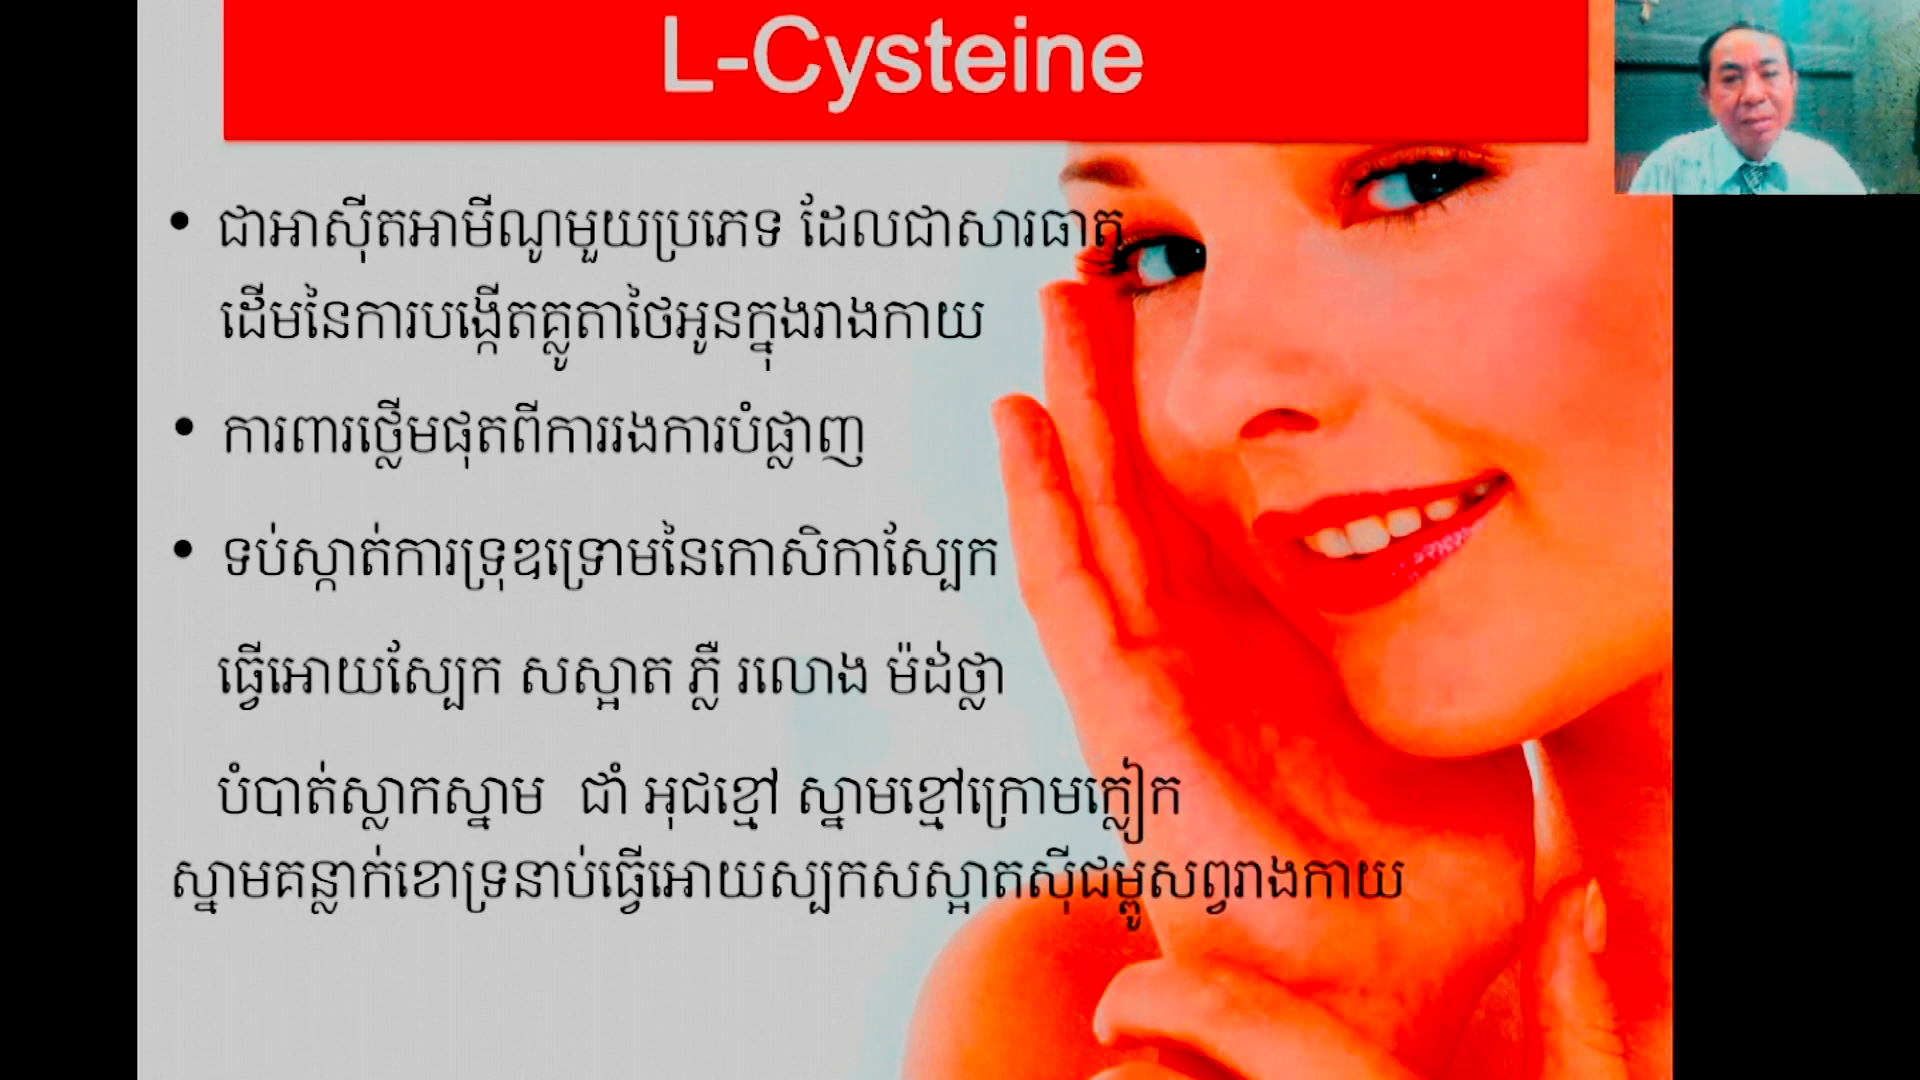 L-Cysteine
• ជាអាស៊ីតអាមីណូមួយប្រភេទ ដែលជាសារធាតុ
ដើមនៃការបង្កើតគ្លូតាថៃអូនក្នុងរាងកាយ
• ការពារថ្លើមផុតពីការរងការបំផ្លាញ
• ទប់ស្កាត់ការទ្រុឌទ្រោមនៃកោសិកាស្បែក
ធ្វើអោយស្បែក សស្អាត ភ្លឺ រលោង ម៉ដ់ថ្លា
បំបាត់ស្លាកស្នាម ជាំ អុជខ្មៅ ស្នាមខ្មៅក្រោមក្លៀក
ស្នាមគន្លាក់ខោទ្រនាប់ធ្វើអោយស្បកសស្អាតស៊ីជម្ពូសព្វរាងកាយ